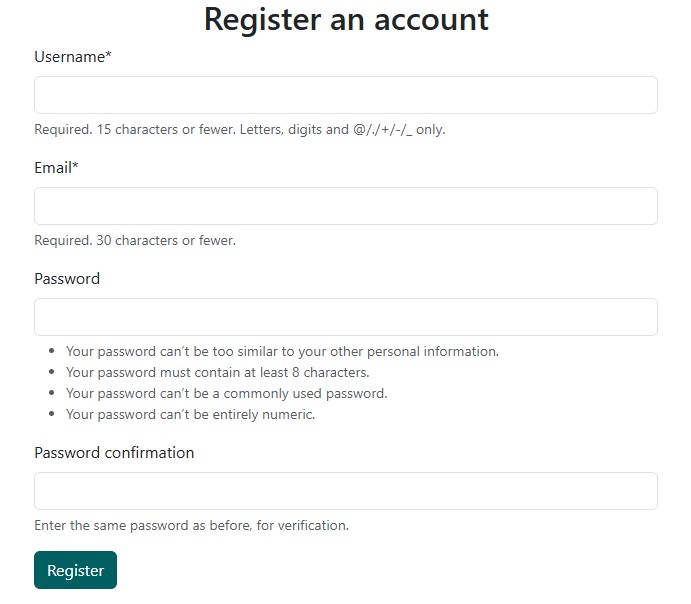 Register an account
Username*
Required. 15 characters or fewer. Letters, digits and @/./+/-/_ only.
Email*
Required. 30 characters or fewer.
Password
• Your password can't be too similar to your other personal information.
• Your password must contain at least 8 characters.
• Your password can't be a commonly used password.
• Your password can't be entirely numeric.
Password confirmation
Enter the same password as before, for verification.
Register